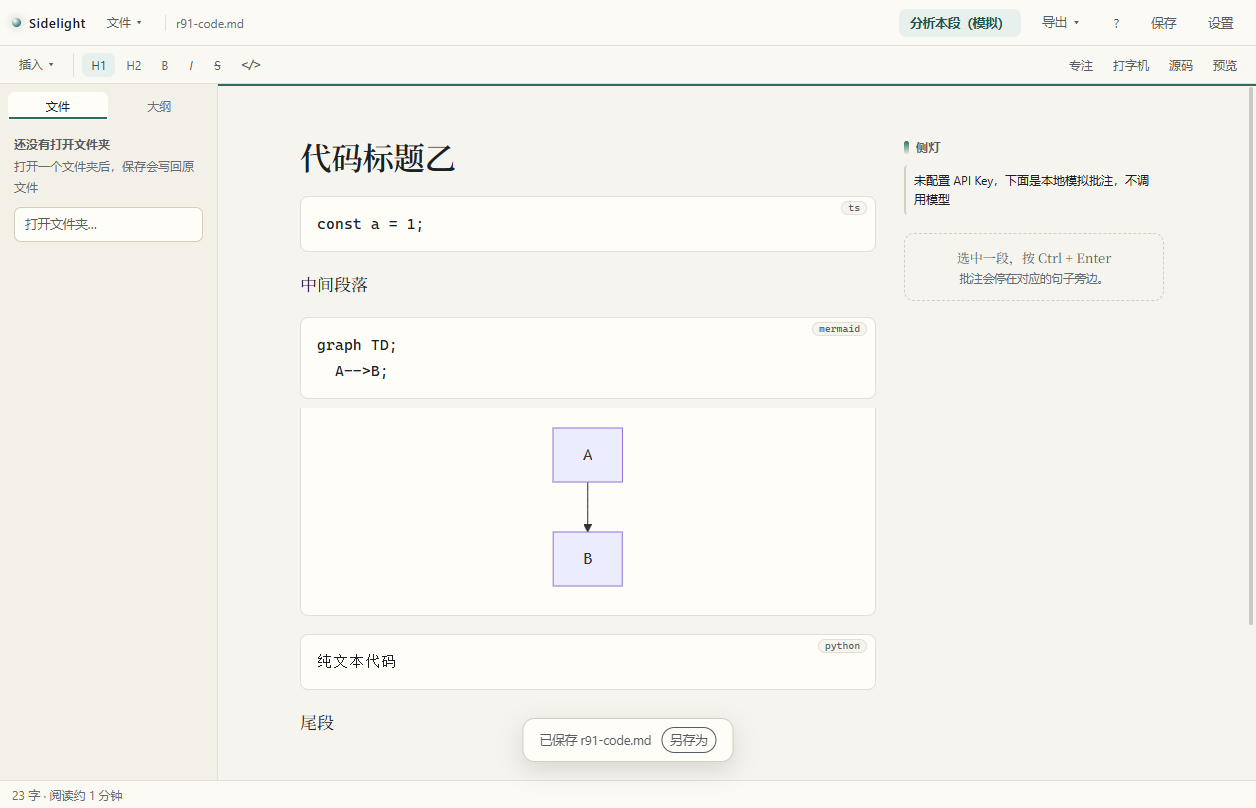 Sidelight 文件 r91-code.md 分析本段（模拟） 导出 ? 保存 设置
插入 H1 H2 B I S </> 专注 打字机 源码 预览
文件 大纲
还没有打开文件夹
打开一个文件夹后，保存会写回原
文件
打开文件夹...
代码标题乙
ts
const a = 1;
中间段落
mermaid
graph TD;
A-->B;
A
B
python
纯文本代码
尾段
侧灯
未配置 API Key，下面是本地模拟批注，不调
用模型
选中一段，按 Ctrl + Enter
批注会停在对应的句子旁边。
已保存 r91-code.md 另存为
23 字 · 阅读约 1 分钟